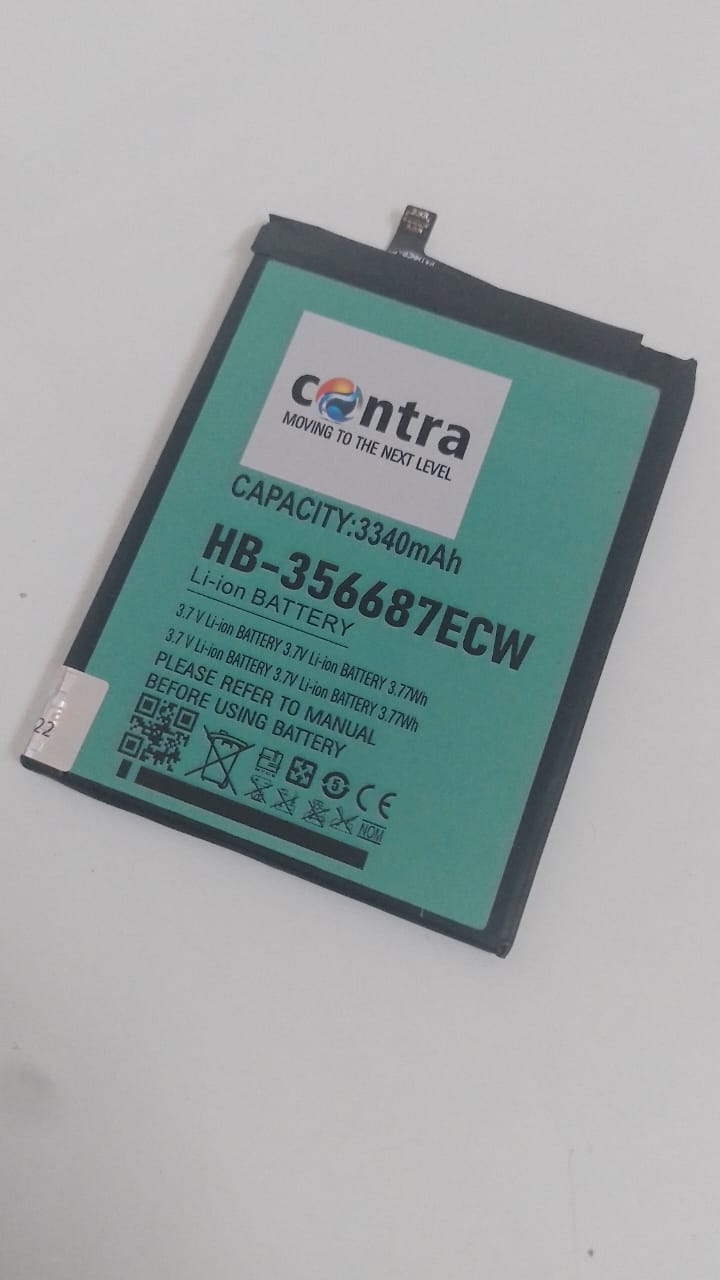 contra
MOVING TO THE NEXT LEVEL
CAPACITY:3340mAh
HB-356687ECW
Li-ion BATTERY
3.7 V Li-ion BATTERY 3.7V Li-ion BATTERY 3.77Wh
3.7 V Li-ion BATTERY 3.7V Li-ion BATTERY 3.77Wh
PLEASE REFER TO MANUAL
BEFORE USING BATTERY
22
CE
NOM